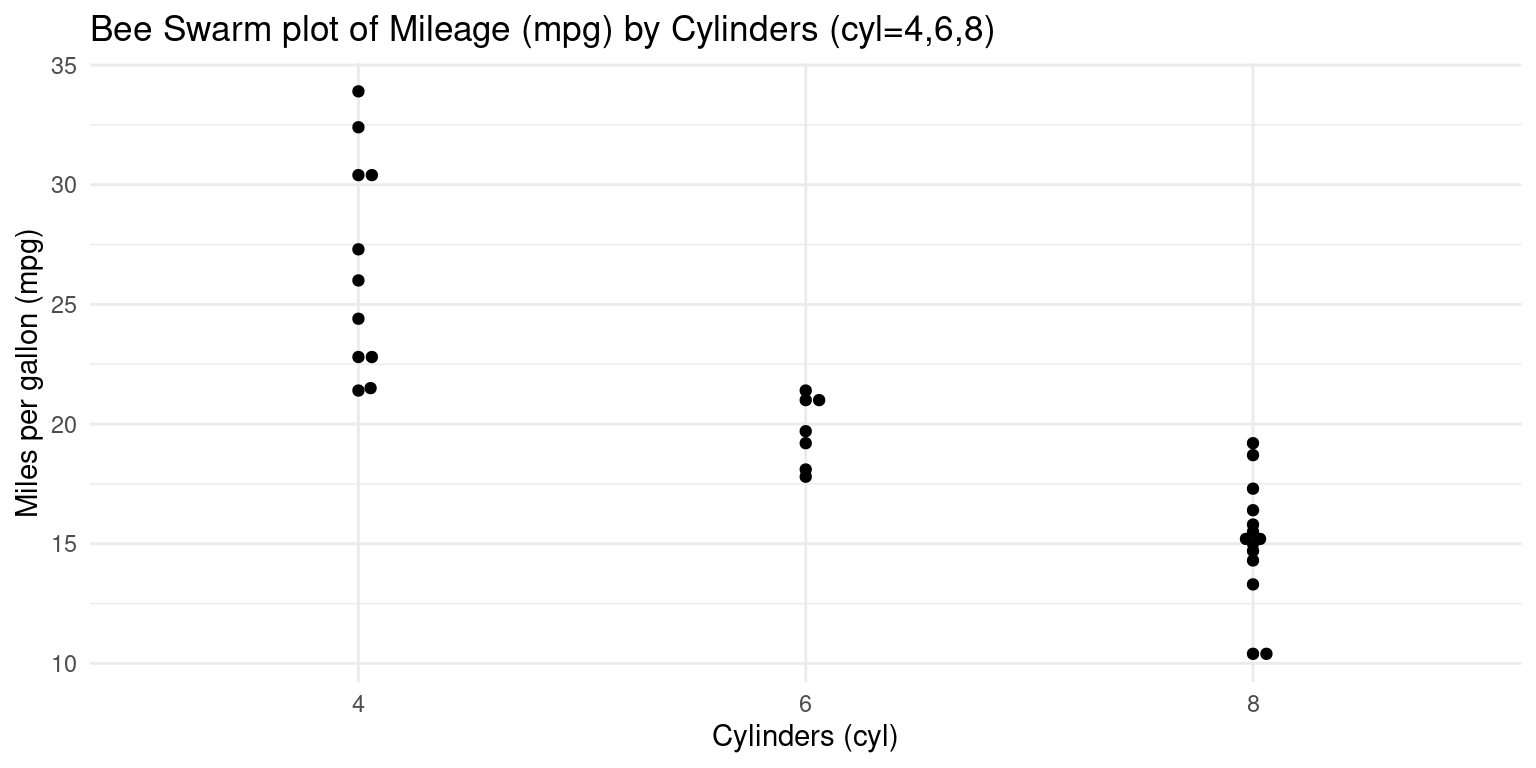 Bee Swarm plot of Mileage (mpg) by Cylinders (cyl=4,6,8)
Miles per gallon (mpg)
35
30
25
20
15
10
4 6 8
Cylinders (cyl)